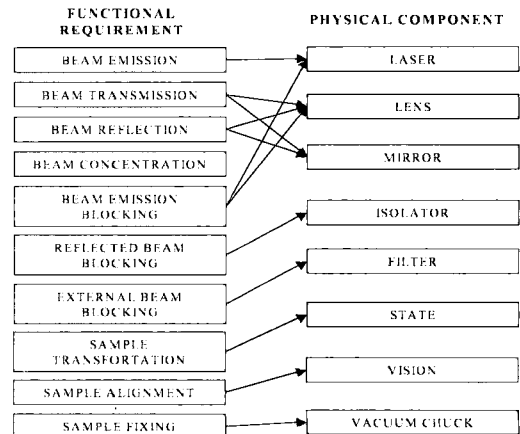 FUNCTIONAL
REQUIREMENT
BEAM EMISSION
BEAM TRANSMISSION
BEAM REFLECTION
BEAM CONCENTRATION
BEAM EMISSION
BLOCKING
REFLECTED BEAM
BLOCKING
EXTERNAL BEAM
BLOCKING
SAMPLE
TRANSFORTATION
SAMPLE ALIGNMENT
SAMPLE FIXING
PHYSICAL COMPONENT
LASER
LENS
MIRROR
ISOLATOR
FILTER
STATE
VISION
VACUUM CHUCK